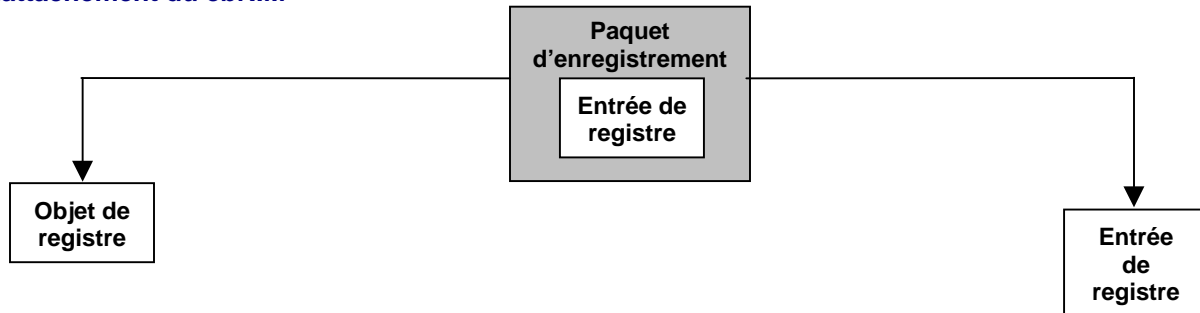 Paquet
d’enregistrement
Entrée de
registre
Objet de
registre
Entrée
de
registre